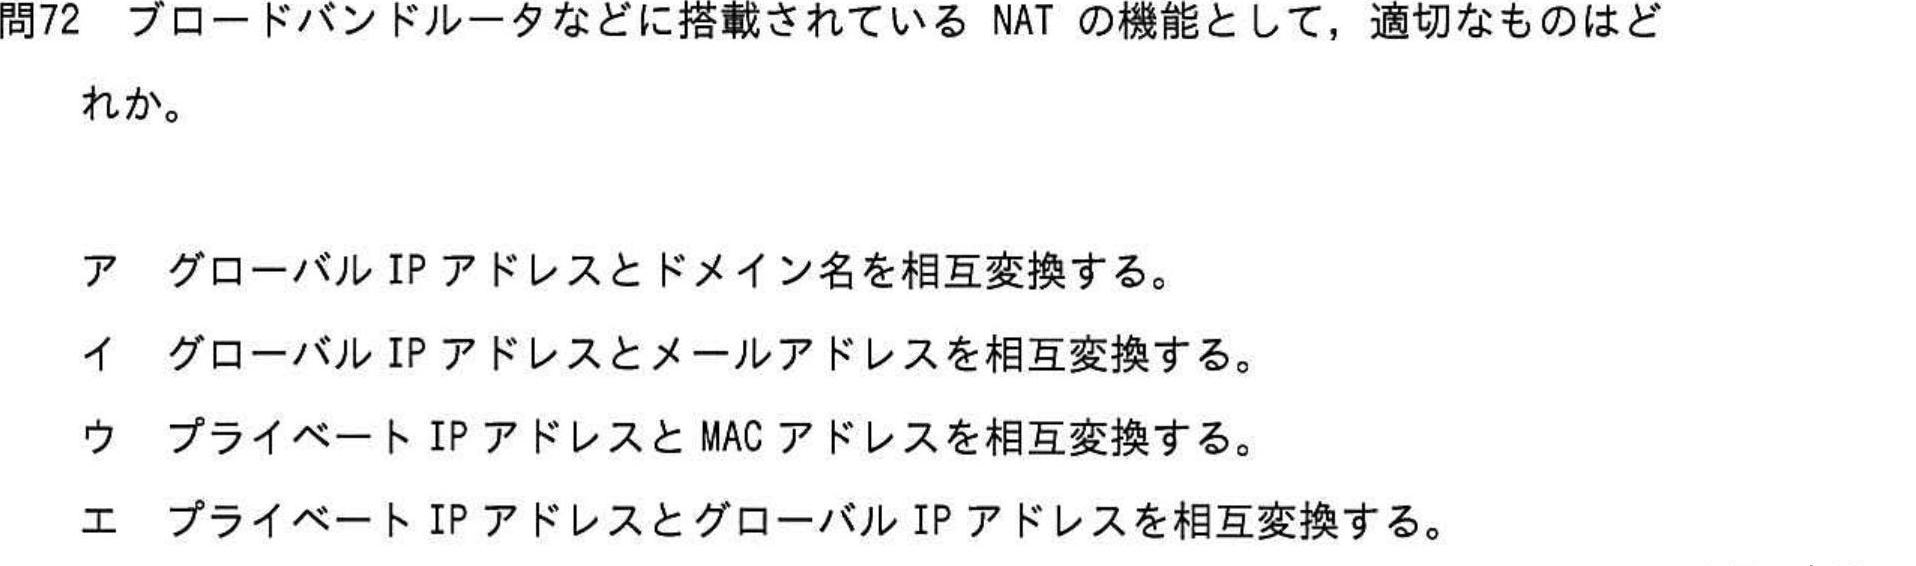 問72 ブロードバンドルータなどに搭載されている NAT の機能として，適切なものはど
れか。
ア グローバル IP アドレスとドメイン名を相互変換する。
イ グローバル IP アドレスとメールアドレスを相互変換する。
ウ プライベート IP アドレスと MAC アドレスを相互変換する。
エ プライベート IP アドレスとグローバル IP アドレスを相互変換する。